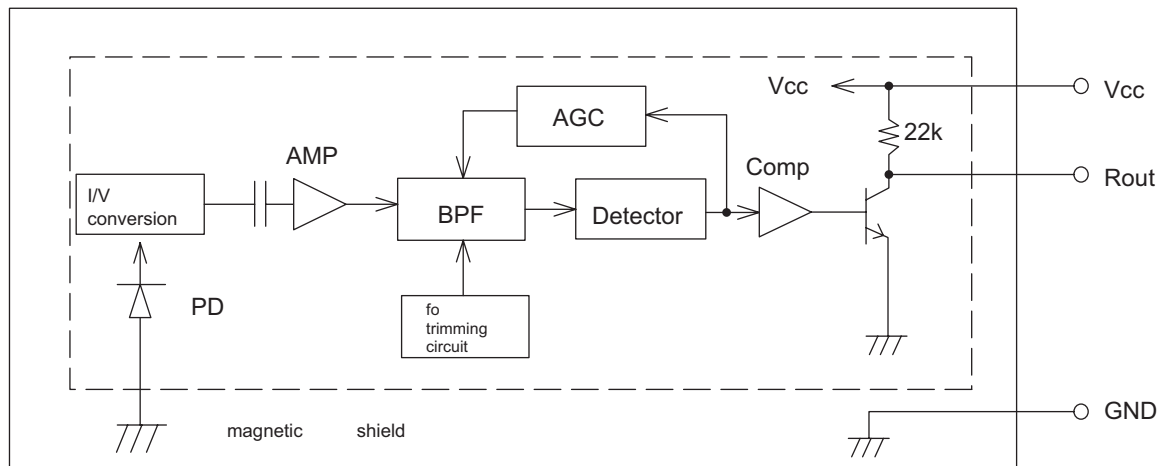 Vcc
Vcc
AGC
22k
AMP
Comp
Rout
I/V
conversion
BPF
Detector
PD
fo
trimming
circuit
GND
magnetic shield